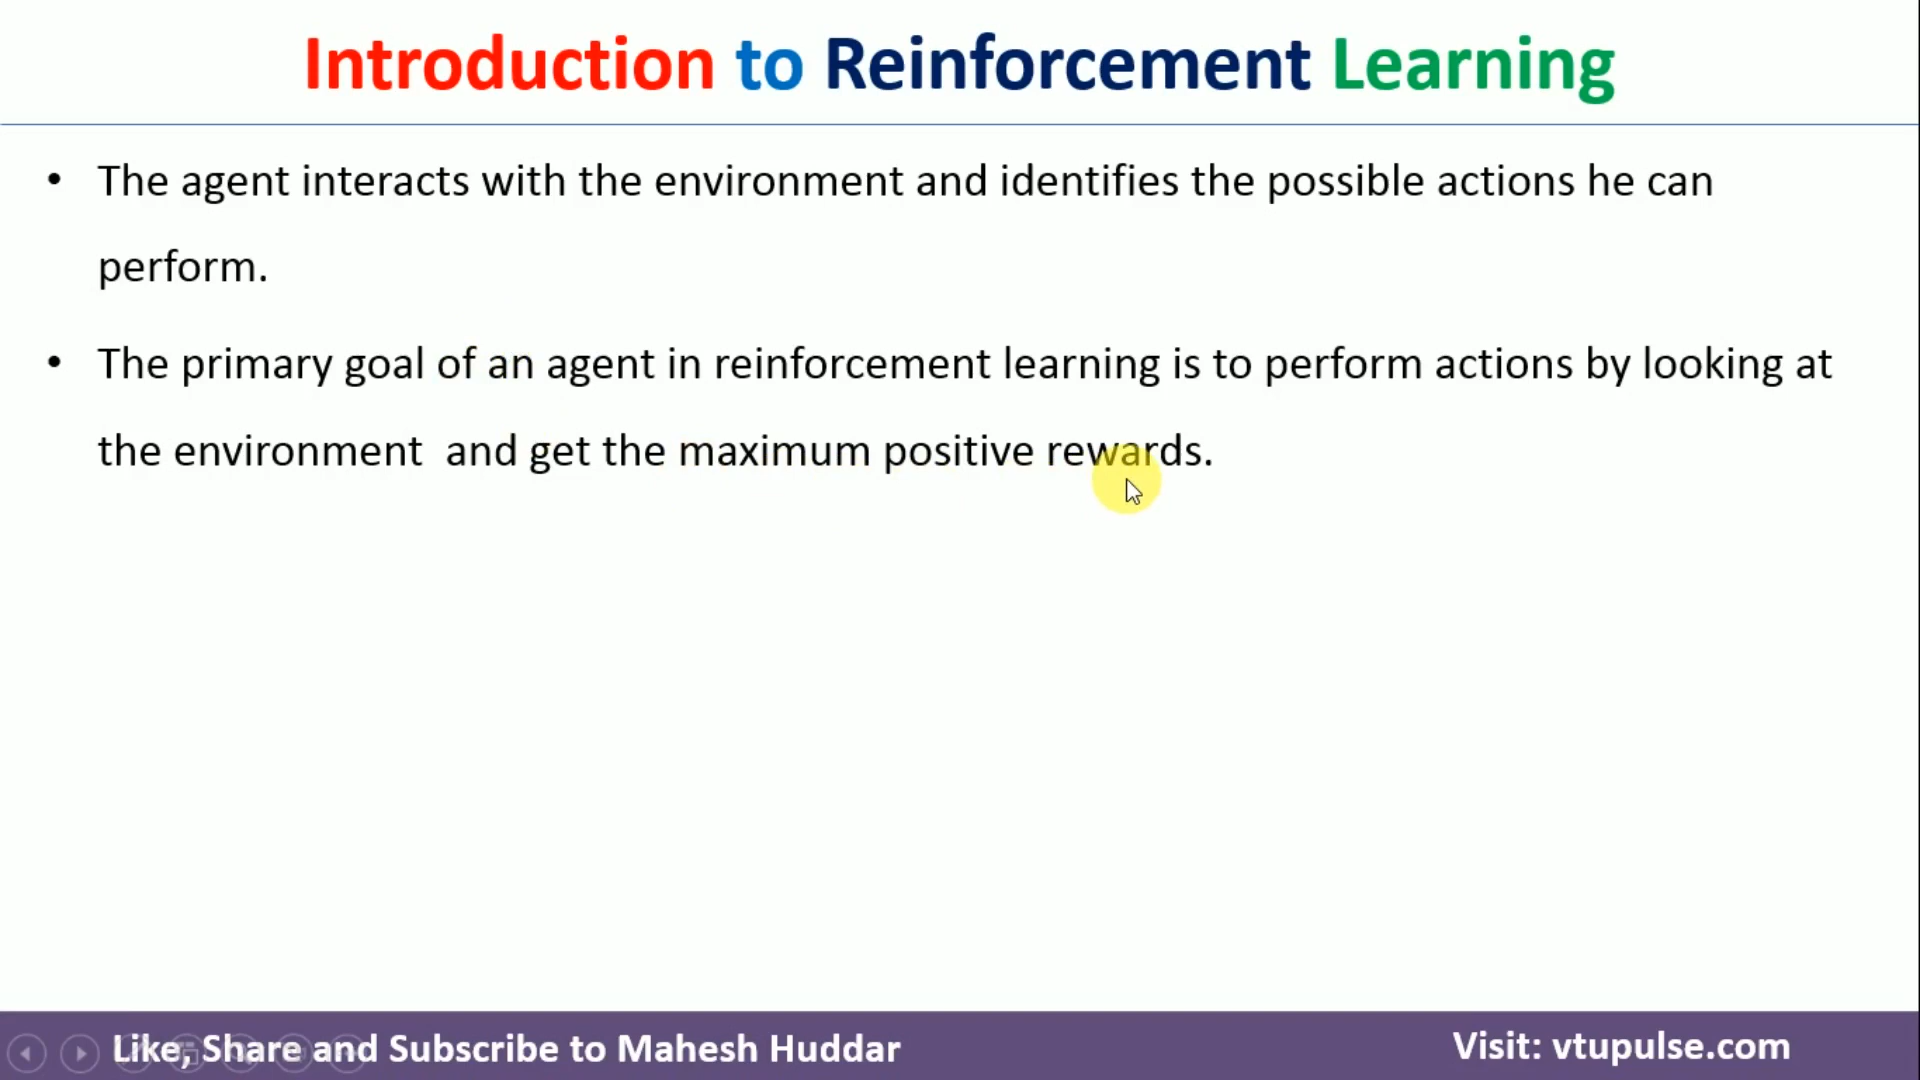 Introduction to Reinforcement Learning
• The agent interacts with the environment and identifies the possible actions he can
perform.
• The primary goal of an agent in reinforcement learning is to perform actions by looking at
the environment  and get the maximum positive rewards.
Like, Share and Subscribe to Mahesh Huddar
Visit: vtupulse.com